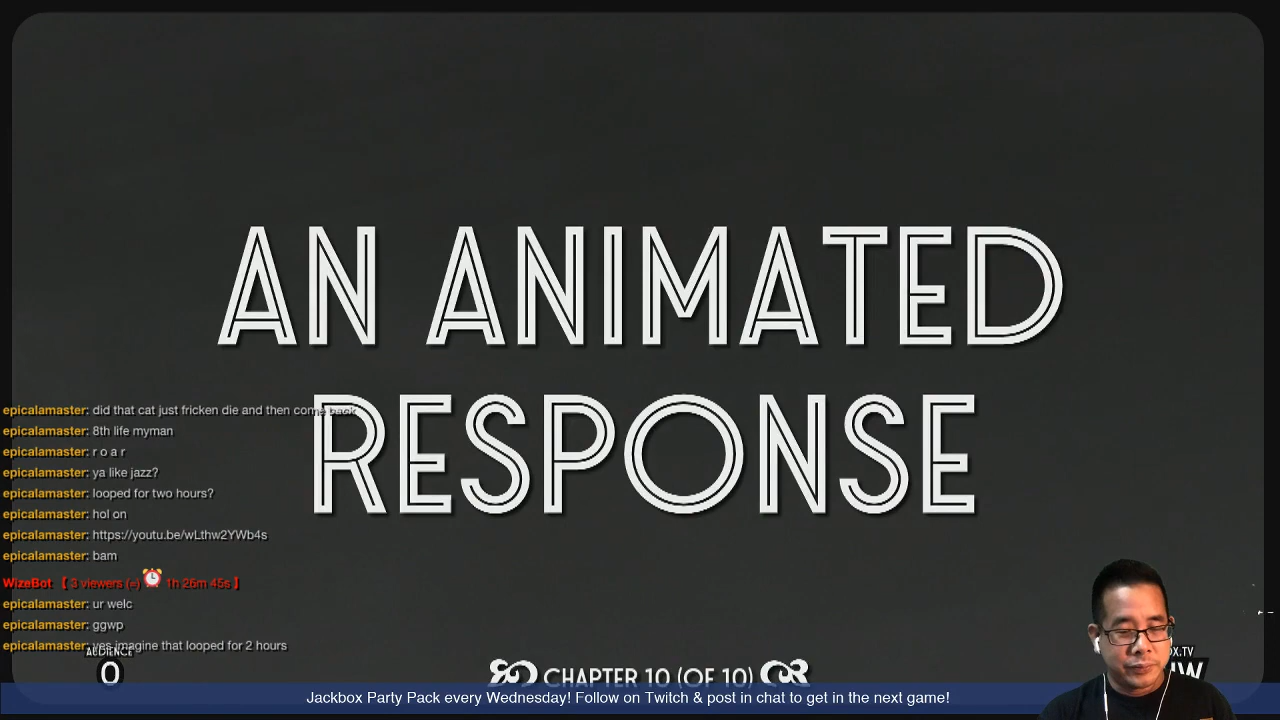 AN ANIMATED
RESPONSE
epicalamaster: did that cat just fricken die and then come back
epicalamaster: 8th life myman
epicalamaster: r o a r
epicalamaster: ya like jazz?
epicalamaster: looped for two hours?
epicalamaster: hol on
epicalamaster: https://youtu.be/wLthw2YWb4s
epicalamaster: bam
WizeBot: 【 3 viewers (=) ⏰ 1h 26m 45s 】
epicalamaster: ur welc
epicalamaster: ggwp
epicalamaster: yes imagine that looped for 2 hours
AUDIENCE
0
CHAPTER 10 (OF 10)
OX.TV
Jackbox Party Pack every Wednesday! Follow on Twitch & post in chat to get in the next game!